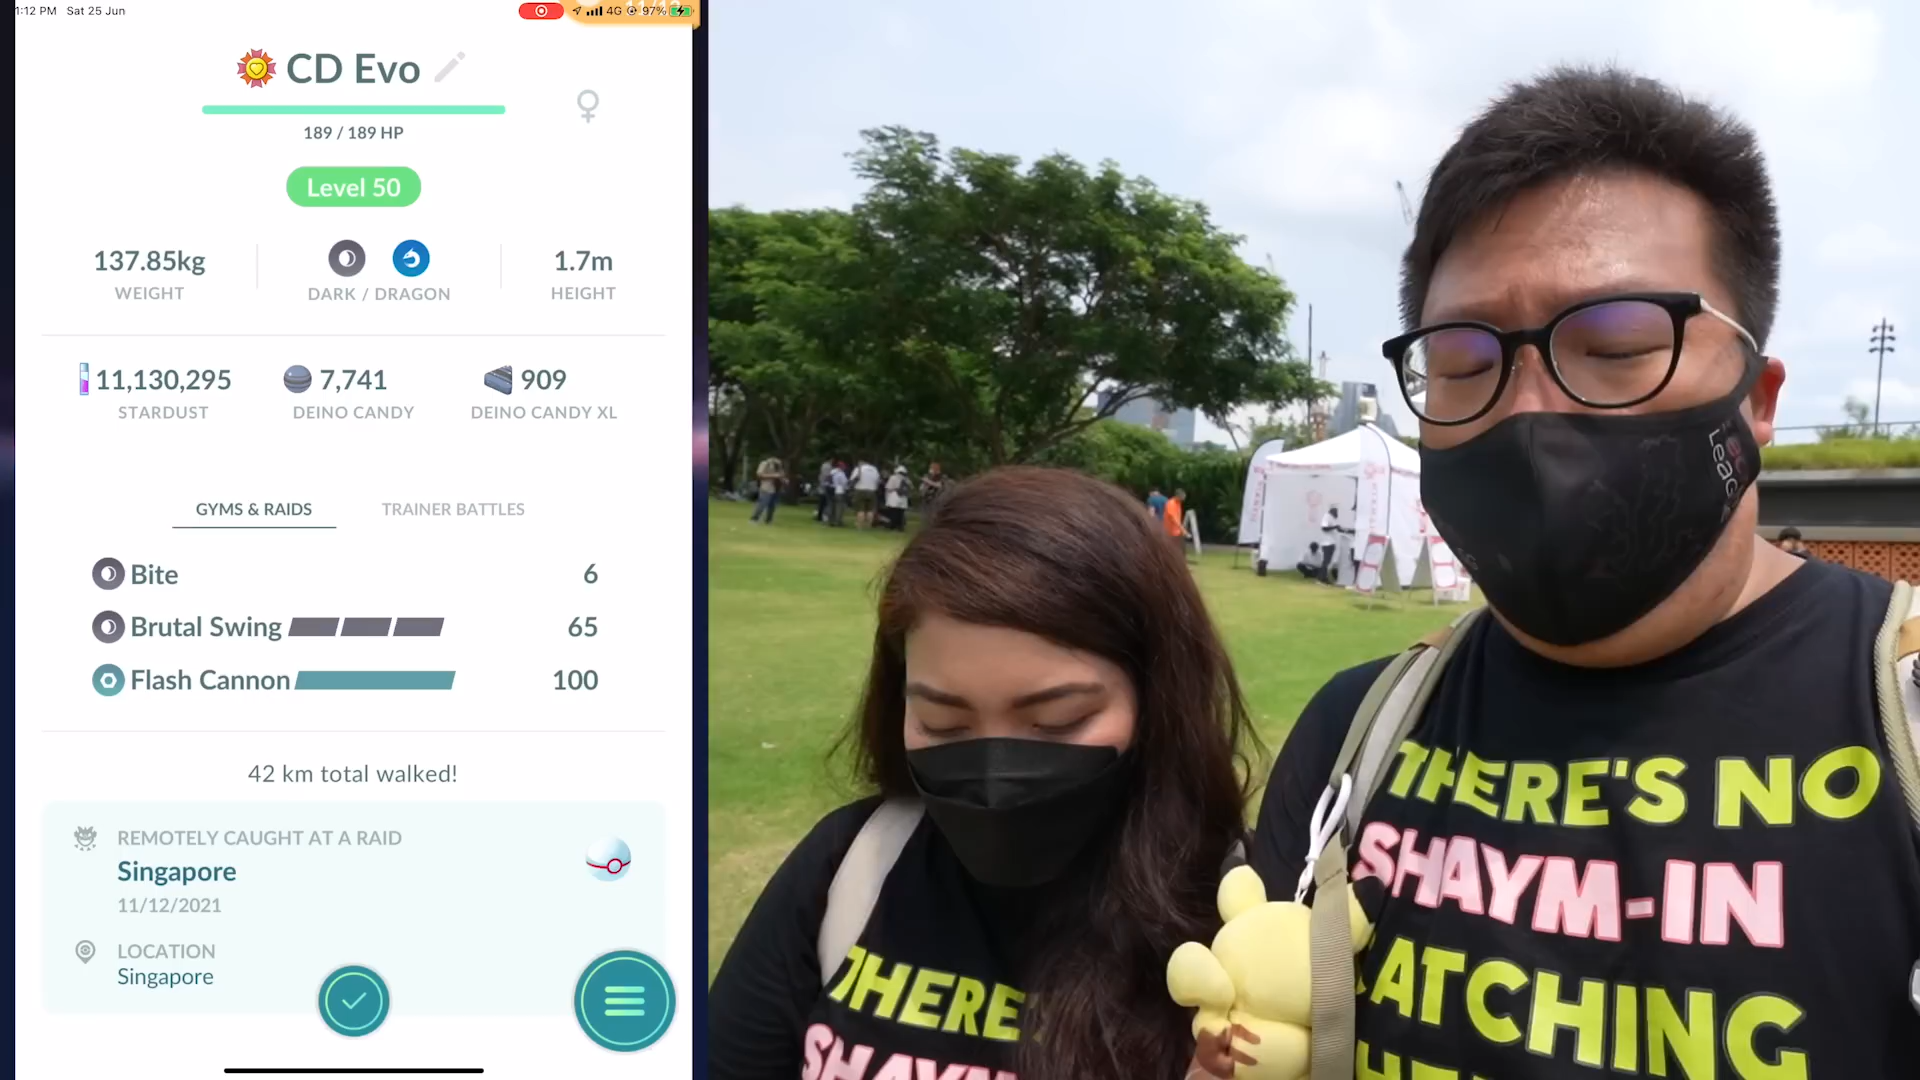 1:12 PM Sat 25 Jun
4G 97%
CD Evo
189 / 189 HP
Level 50
137.85kg
WEIGHT
DARK / DRAGON
1.7m
HEIGHT
11,130,295
STARDUST
7,741
DEINO CANDY
909
DEINO CANDY XL
GYMS & RAIDS
TRAINER BATTLES
Bite 6
Brutal Swing 65
Flash Cannon 100
42 km total walked!
REMOTELY CAUGHT AT A RAID
Singapore
11/12/2021
LOCATION
Singapore
THERE'S NO
SHAYM-IN
CATCHING
THERE
SHAYM